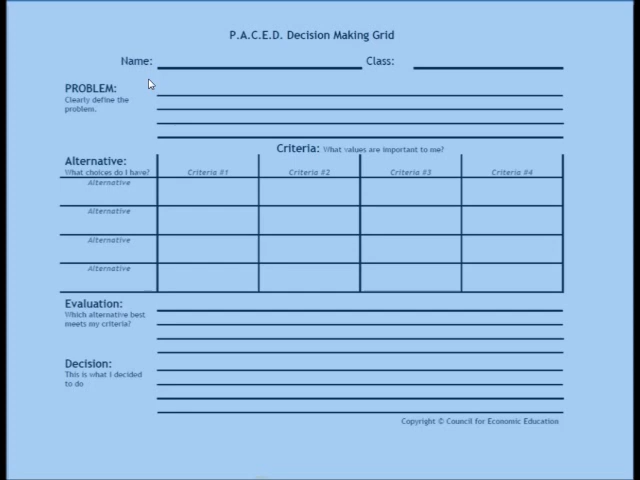 P.A.C.E.D. Decision Making Grid
Name: Class:
PROBLEM:
Clearly define the
problem.
Criteria: What values are important to me?
Alternative:
What choices do I have?
Criteria #1 Criteria #2 Criteria #3 Criteria #4
Alternative
Alternative
Alternative
Alternative
Evaluation:
Which alternative best
meets my criteria?
Decision:
This is what I decided
to do
Copyright © Council for Economic Education